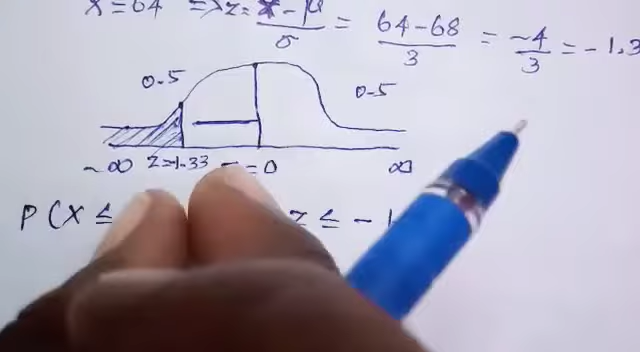 x = 64 => z = x - μ / σ = 64 - 68 / 3 = -4 / 3 = - 1.3
0.5 0.5
-∞ z=1.33 = 0 ∞
P ( X ≤ z ≤ - 1